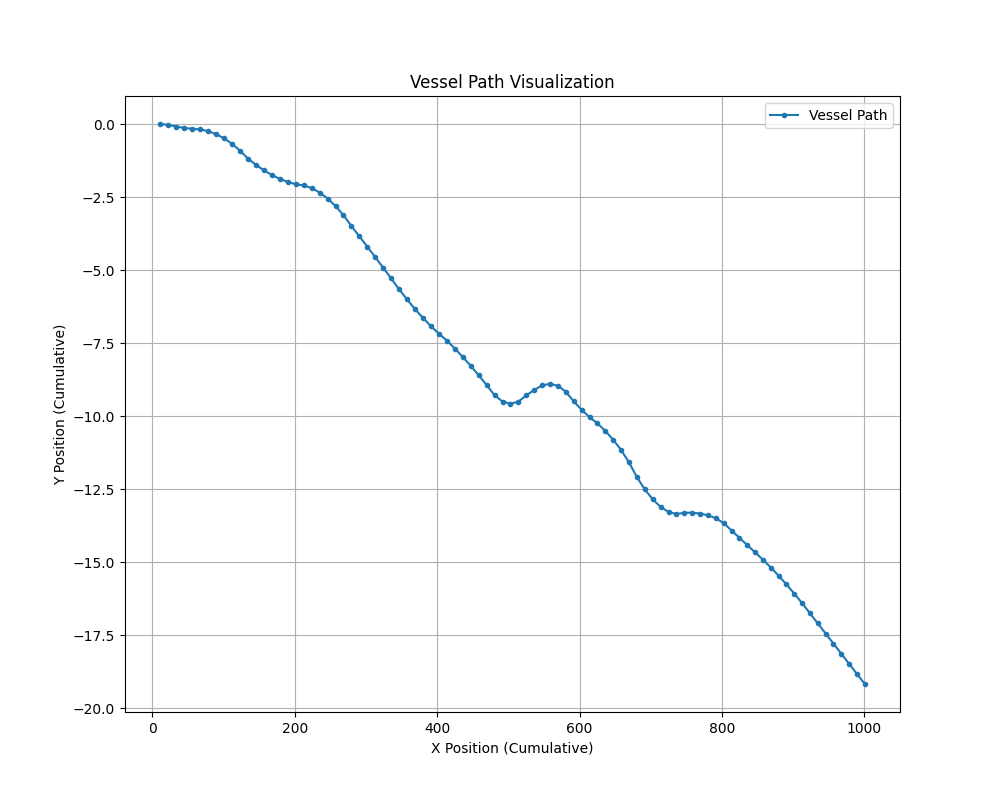 Vessel Path Visualization
Vessel Path
0.0
−2.5
−5.0
−7.5
−10.0
−12.5
−15.0
−17.5
−20.0
Y Position (Cumulative)
0 200 400 600 800 1000
X Position (Cumulative)